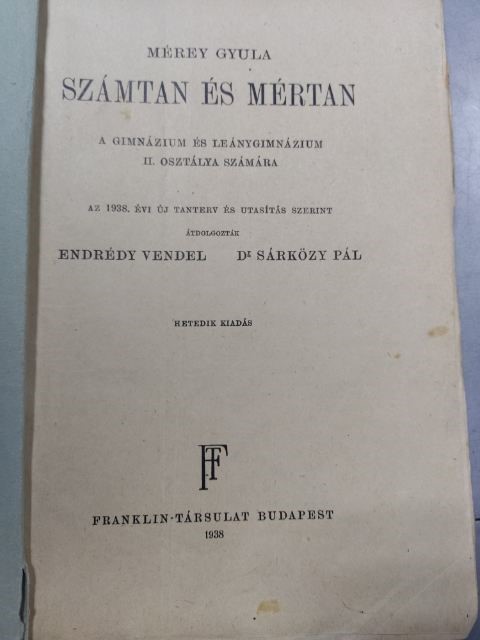 MÉREY GYULA
SZÁMTAN ÉS MÉRTAN
A GIMNÁZIUM ÉS LEÁNYGIMNÁZIUM
II. OSZTÁLYA SZÁMÁRA
AZ 1938. ÉVI ÚJ TANTERV ÉS UTASÍTÁS SZERINT
ÁTDOLGOZTÁK
ENDRÉDY VENDEL Dr SÁRKÖZY PÁL
HETEDIK KIADÁS
FT
FRANKLIN-TÁRSULAT BUDAPEST
1938